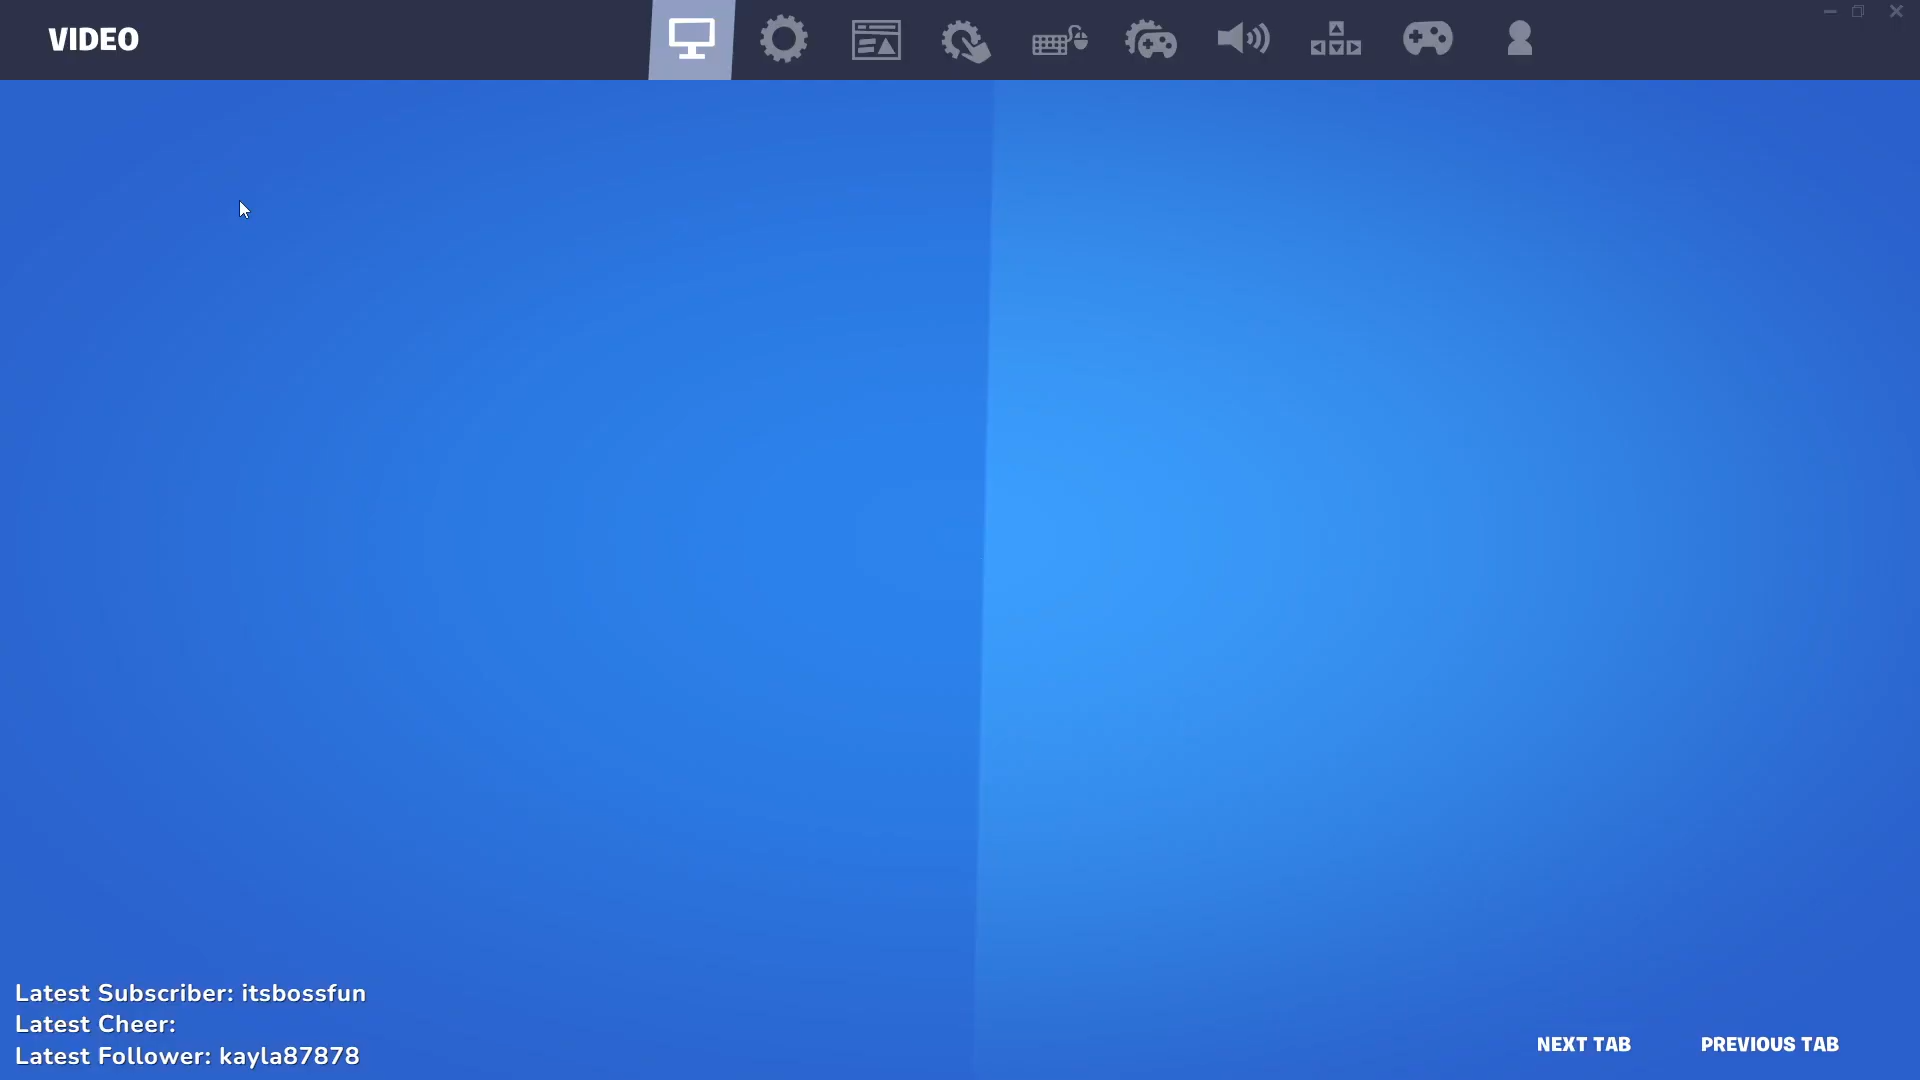 VIDEO
Latest Subscriber: itsbossfun
Latest Cheer:
Latest Follower: kayla87878
NEXT TAB
PREVIOUS TAB